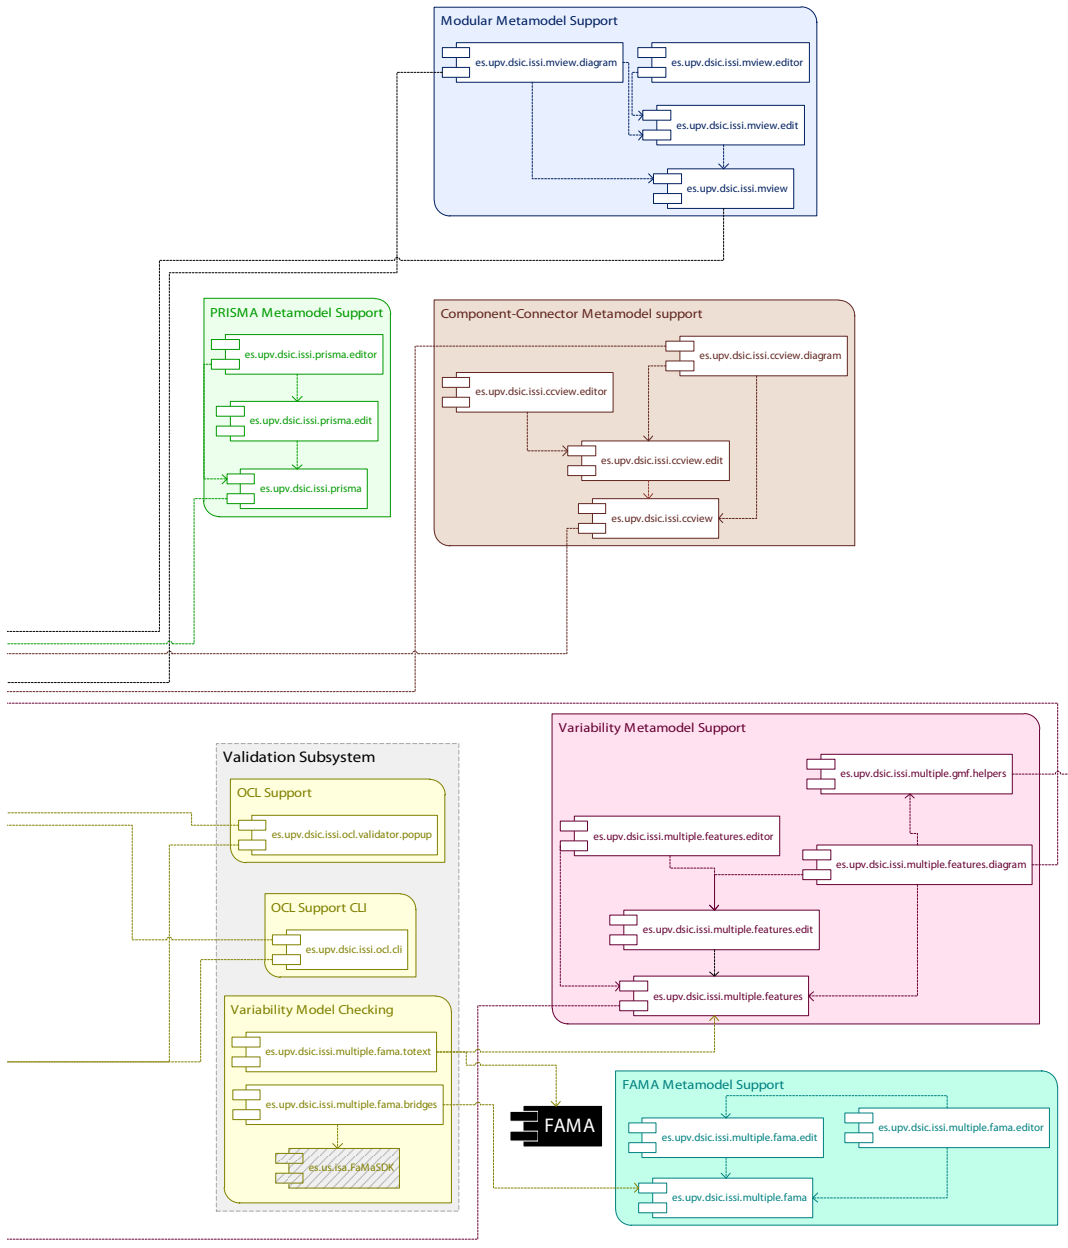 Modular Metamodel Support
es.upv.dsic.issi.mview.diagram
es.upv.dsic.issi.mview.editor
es.upv.dsic.issi.mview.edit
es.upv.dsic.issi.mview
PRISMA Metamodel Support
es.upv.dsic.issi.prisma.editor
es.upv.dsic.issi.prisma.edit
es.upv.dsic.issi.prisma
Component-Connector Metamodel support
es.upv.dsic.issi.ccview.diagram
es.upv.dsic.issi.ccview.editor
es.upv.dsic.issi.ccview.edit
es.upv.dsic.issi.ccview
Validation Subsystem
OCL Support
es.upv.dsic.issi.ocl.validator.popup
OCL Support CLI
es.upv.dsic.issi.ocl.cli
Variability Model Checking
es.upv.dsic.issi.multiple.fama.totext
es.upv.dsic.issi.multiple.fama.bridges
es.us.isa.FaMaSDK
Variability Metamodel Support
es.upv.dsic.issi.multiple.gmf.helpers
es.upv.dsic.issi.multiple.features.editor
es.upv.dsic.issi.multiple.features.diagram
es.upv.dsic.issi.multiple.features.edit
es.upv.dsic.issi.multiple.features
FAMA
FAMA Metamodel Support
es.upv.dsic.issi.multiple.fama.edit
es.upv.dsic.issi.multiple.fama.editor
es.upv.dsic.issi.multiple.fama